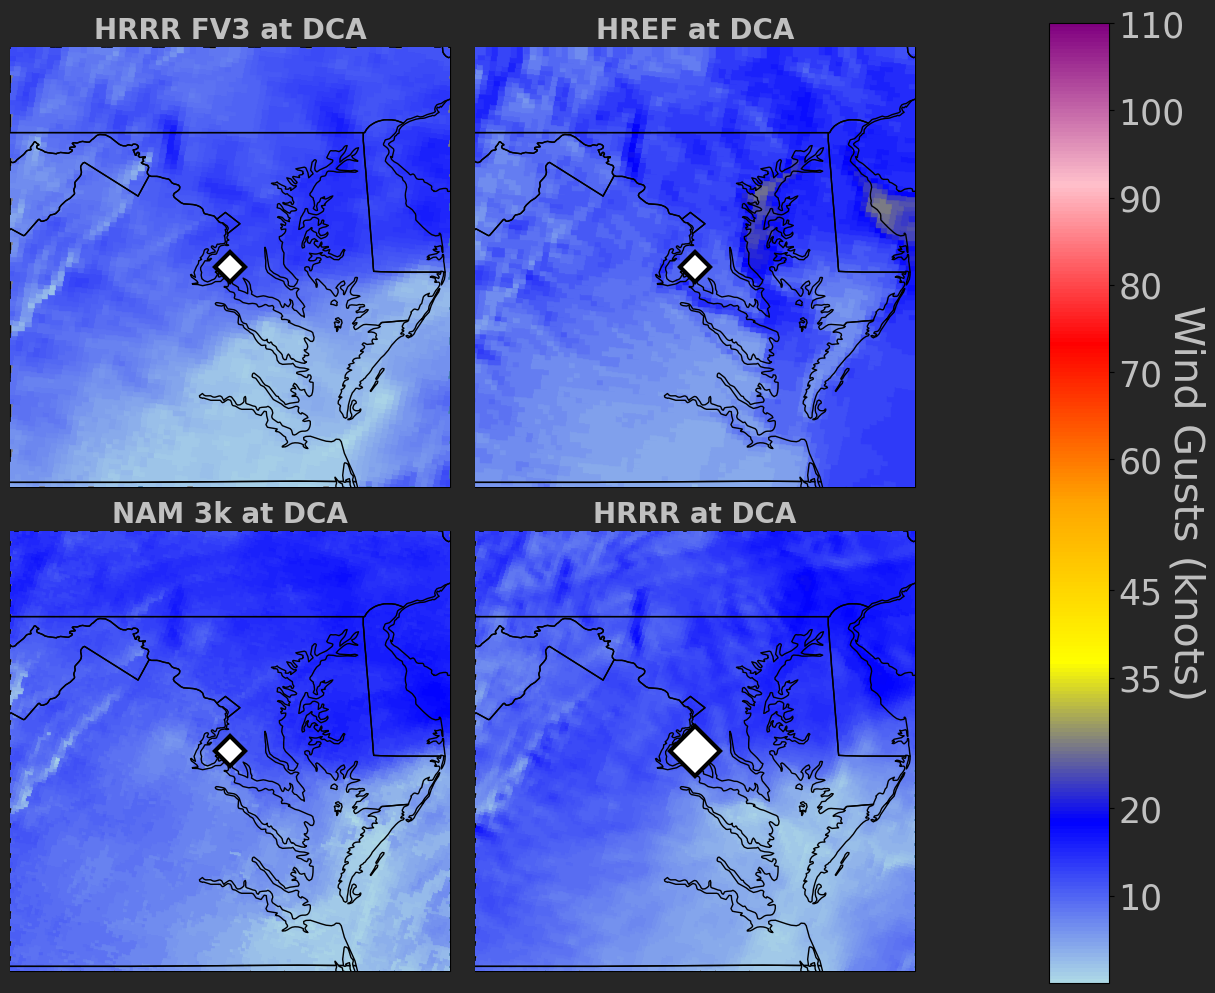 HRRR FV3 at DCA
HREF at DCA
NAM 3k at DCA
HRRR at DCA
110
100
90
80
70
60
45
35
20
10
Wind Gusts (knots)